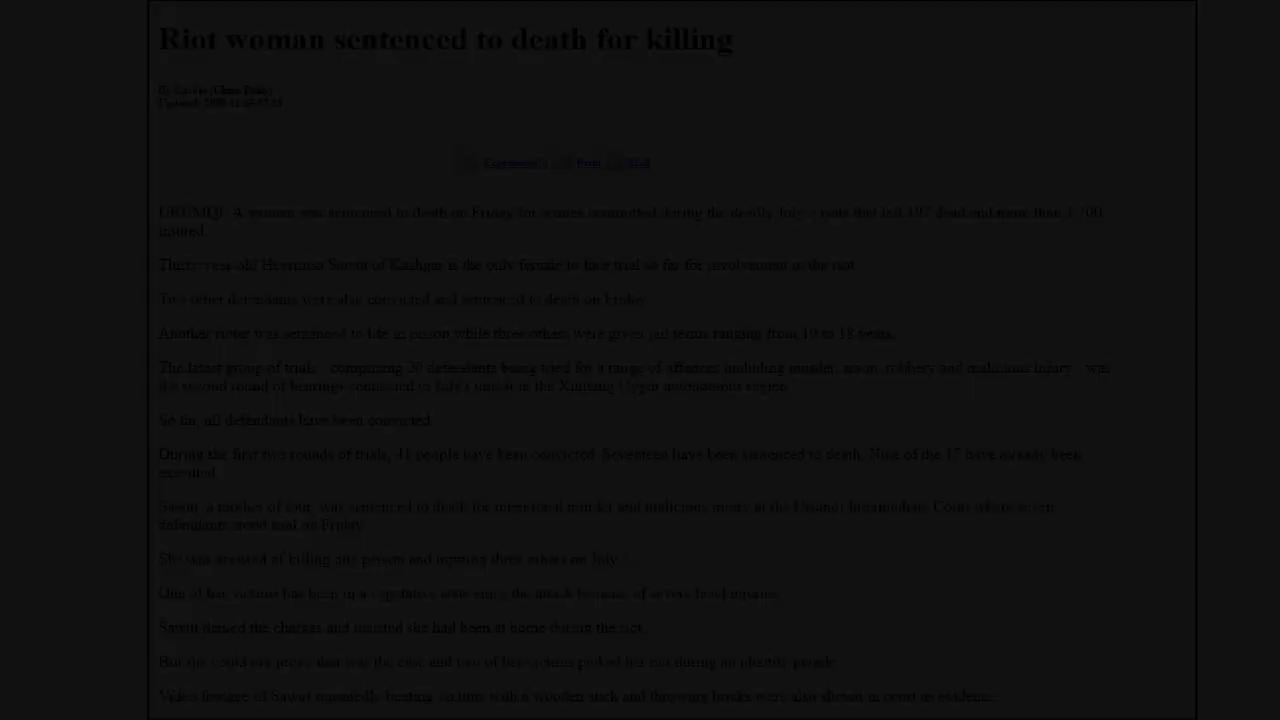 Riot woman sentenced to death for killing
(China Daily)
Updated:
Comments Print Mail
URUMQI: A woman was sentenced to death on Friday for crimes committed during the deadly July 5 riots that left 197 dead and more than 1,700
injured.
Thirty-year-old Sawut of Kashgar is the only female to face trial so far for involvement in the riot.
Two other defendants were also convicted and sentenced to death on Friday.
Another rioter was sentenced to life in prison while three others were given jail terms ranging from 10 to 18 years.
The latest group of trials - comprising 20 defendants being tried for a range of offences including murder, arson, robbery and malicious injury - was
the second round of hearings connected to July's unrest in the Xinjiang Uygur autonomous region.
So far, all defendants have been convicted.
During the first two rounds of trials, 41 people have been convicted. Seventeen have been sentenced to death. Nine of the 17 have already been
executed.
Sawut, a mother of four, was sentenced to death for intentional murder and malicious injury at the Urumqi Intermediate Court where seven
defendants stood trial on Friday.
She was accused of killing one person and injuring three others on July 5.
One of her victims has been in a vegetative state since the attack because of severe head injuries.
Sawut denied the charges and insisted she had been at home during the riot.
But she could not prove that was the case and two of her victims picked her out during an identity parade.
Video footage of Sawut repeatedly beating victims with a wooden stick and throwing bricks were also shown in court as evidence.